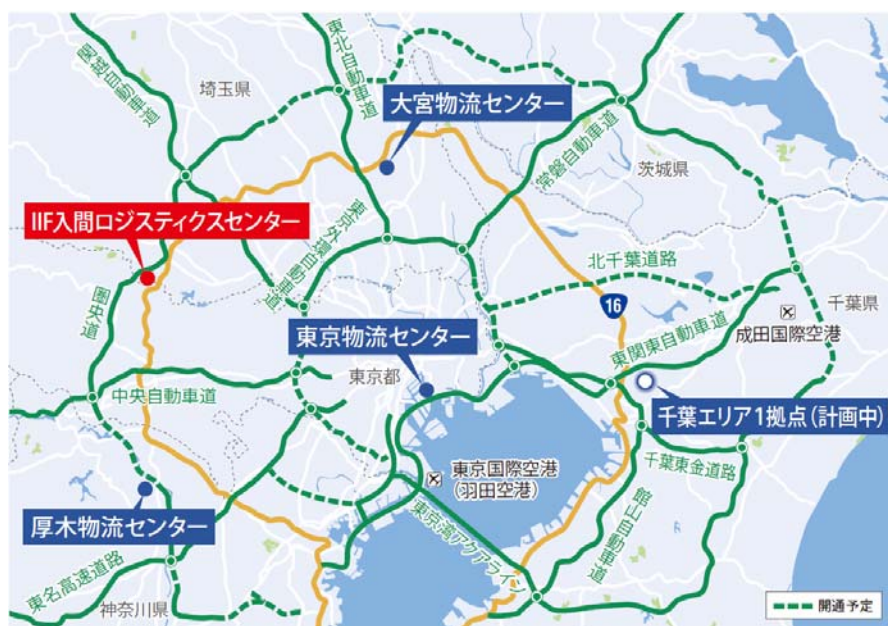 関越自動車道
埼玉県
東北自動車道
大宮物流センター
常磐自動車道
茨城県
IIF入間ロジスティクスセンター
東京外環自動車道
北千葉道路
圏央道
16
千葉県
東京物流センター
東関東自動車道
成田国際空港
東京都
中央自動車道
千葉エリア1拠点（計画中）
東京国際空港
（羽田空港）
千葉東金道路
厚木物流センター
東京湾アクアライン
館山自動車道
東名高速道路
神奈川県
開通予定